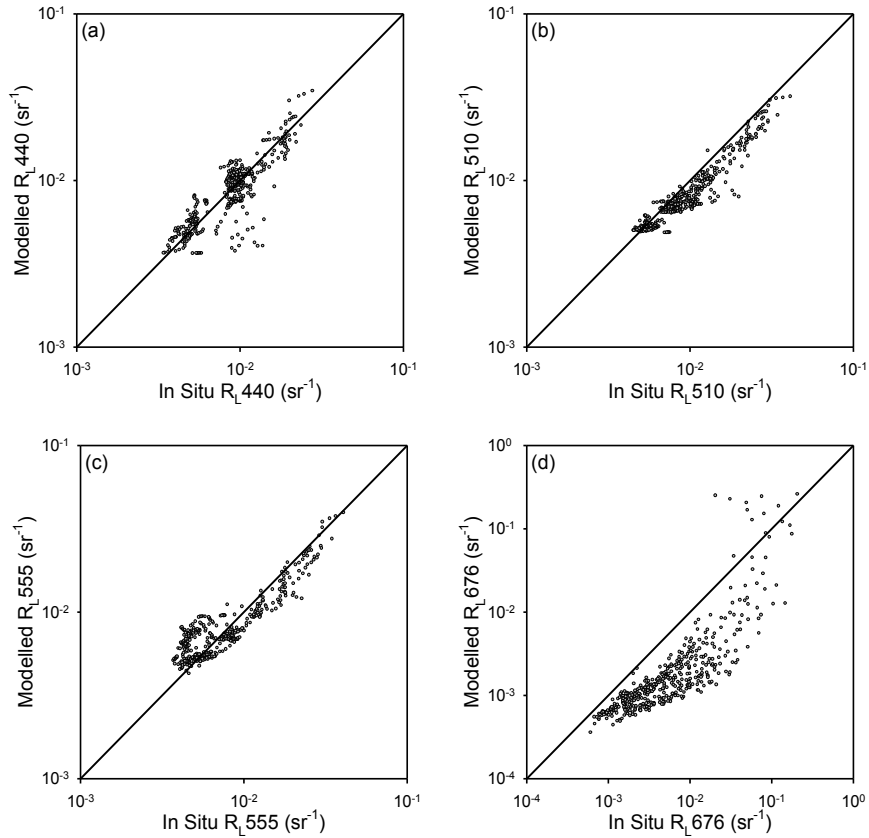 (a)
10⁻¹
10⁻²
10⁻³
Modelled R_L440 (sr⁻¹)
10⁻³ 10⁻² 10⁻¹
In Situ R_L440 (sr⁻¹)
(b)
10⁻¹
10⁻²
10⁻³
Modelled R_L510 (sr⁻¹)
10⁻³ 10⁻² 10⁻¹
In Situ R_L510 (sr⁻¹)
(c)
10⁻¹
10⁻²
10⁻³
Modelled R_L555 (sr⁻¹)
10⁻³ 10⁻² 10⁻¹
In Situ R_L555 (sr⁻¹)
(d)
10⁰
10⁻¹
10⁻²
10⁻³
10⁻⁴
Modelled R_L676 (sr⁻¹)
10⁻⁴ 10⁻³ 10⁻² 10⁻¹ 10⁰
In Situ R_L676 (sr⁻¹)